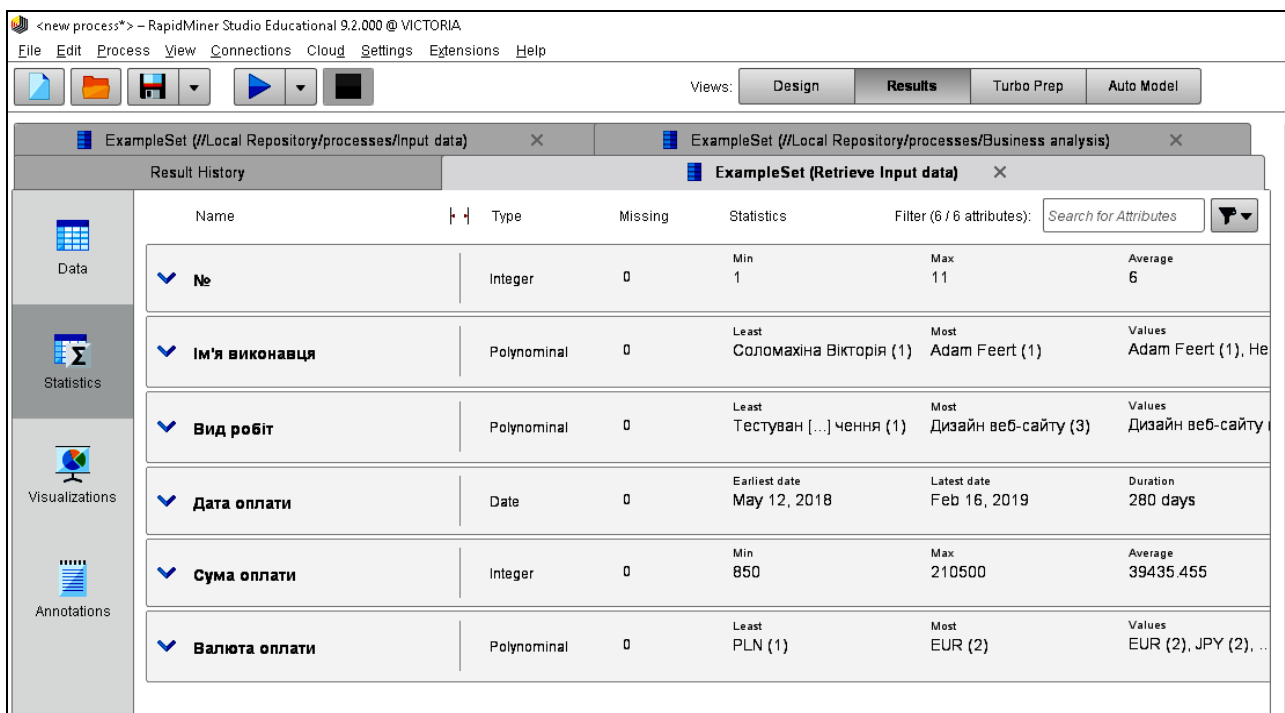 <new process*> – RapidMiner Studio Educational 9.2.000 @ VICTORIA
File Edit Process View Connections Cloud Settings Extensions Help
Views: Design Results Turbo Prep Auto Model
ExampleSet (//Local Repository/processes/Input data) ExampleSet (//Local Repository/processes/Business analysis)
Result History ExampleSet (Retrieve Input data)
Name Type Missing Statistics Filter (6 / 6 attributes): Search for Attributes
Data
Statistics
Visualizations
Annotations
Min Max Average
№ Integer 0 1 11 6
Least Most Values
Ім'я виконавця Polynominal 0 Соломахіна Вікторія (1) Adam Feert (1) Adam Feert (1), Не
Least Most Values
Вид робіт Polynominal 0 Тестуван [...] чення (1) Дизайн веб-сайту (3) Дизайн веб-сайту
Earliest date Latest date Duration
Дата оплати Date 0 May 12, 2018 Feb 16, 2019 280 days
Min Max Average
Сума оплати Integer 0 850 210500 39435.455
Least Most Values
Валюта оплати Polynominal 0 PLN (1) EUR (2) EUR (2), JPY (2), ...